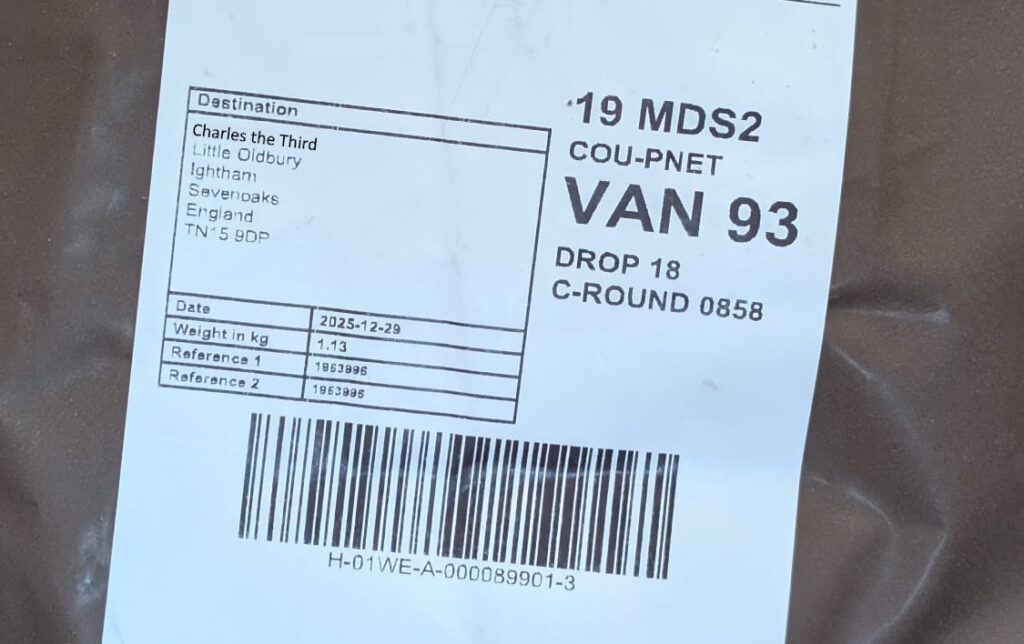 Destination
Charles the Third
Little Oldbury
Ightham
Sevenoaks
England
TN15 9DP
Date 2025-12-29
Weight in kg 1.13
Reference 1 1963996
Reference 2 1963996
19 MDS2
COU-PNET
VAN 93
DROP 18
C-ROUND 0858
H-01WE-A-000089901-3